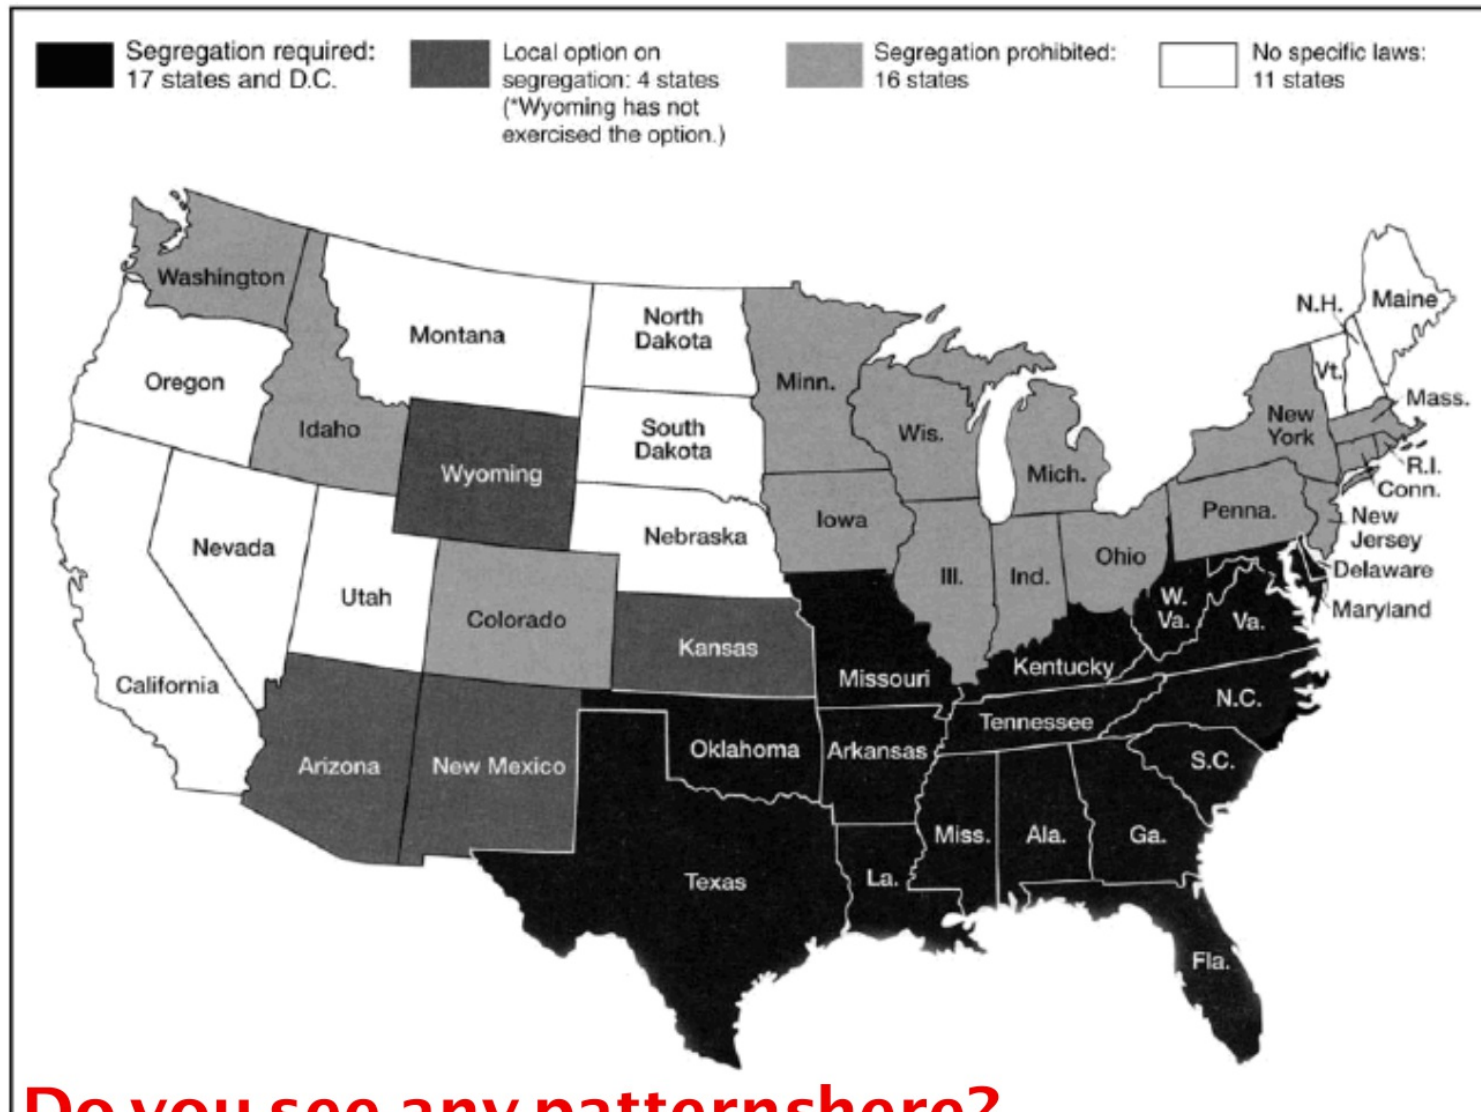 Segregation required:
17 states and D.C.
Local option on
segregation: 4 states
(*Wyoming has not
exercised the option.)
Segregation prohibited:
16 states
No specific laws:
11 states
Washington
Montana
North
Dakota
Minn.
N.H.
Maine
Vt.
Oregon
Idaho
Wyoming
South
Dakota
Wis.
Mich.
New
York
Mass.
R.I.
Conn.
Nevada
Utah
Colorado
Nebraska
Iowa
Ill.
Ind.
Ohio
Penna.
New
Jersey
Delaware
Maryland
W.
Va.
Va.
California
Kansas
Missouri
Kentucky
N.C.
Tennessee
Arizona
New Mexico
Oklahoma
Arkansas
S.C.
Texas
La.
Miss.
Ala.
Ga.
Fla.
Do you see any patternshere?